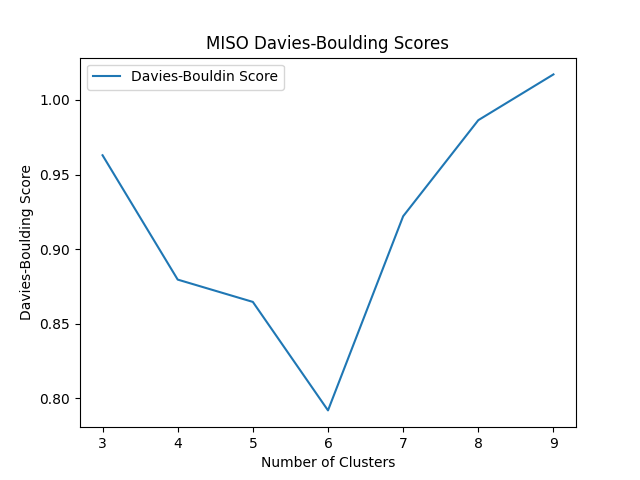 MISO Davies-Boulding Scores
Davies-Bouldin Score
Davies-Boulding Score
1.00
0.95
0.90
0.85
0.80
3 4 5 6 7 8 9
Number of Clusters